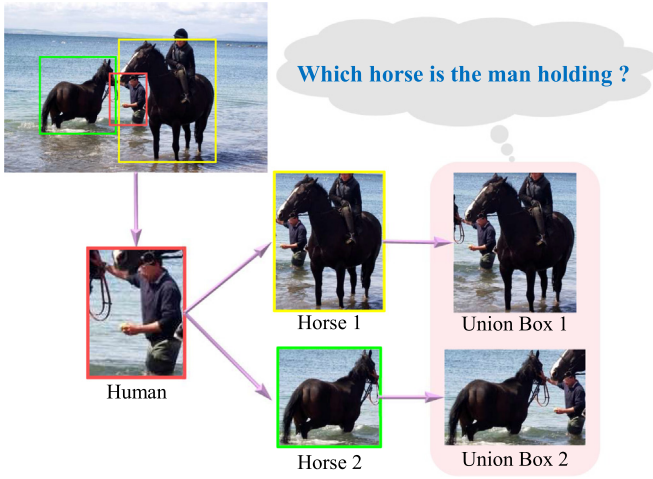 Which horse is the man holding ?
Horse 1
Union Box 1
Human
Horse 2
Union Box 2